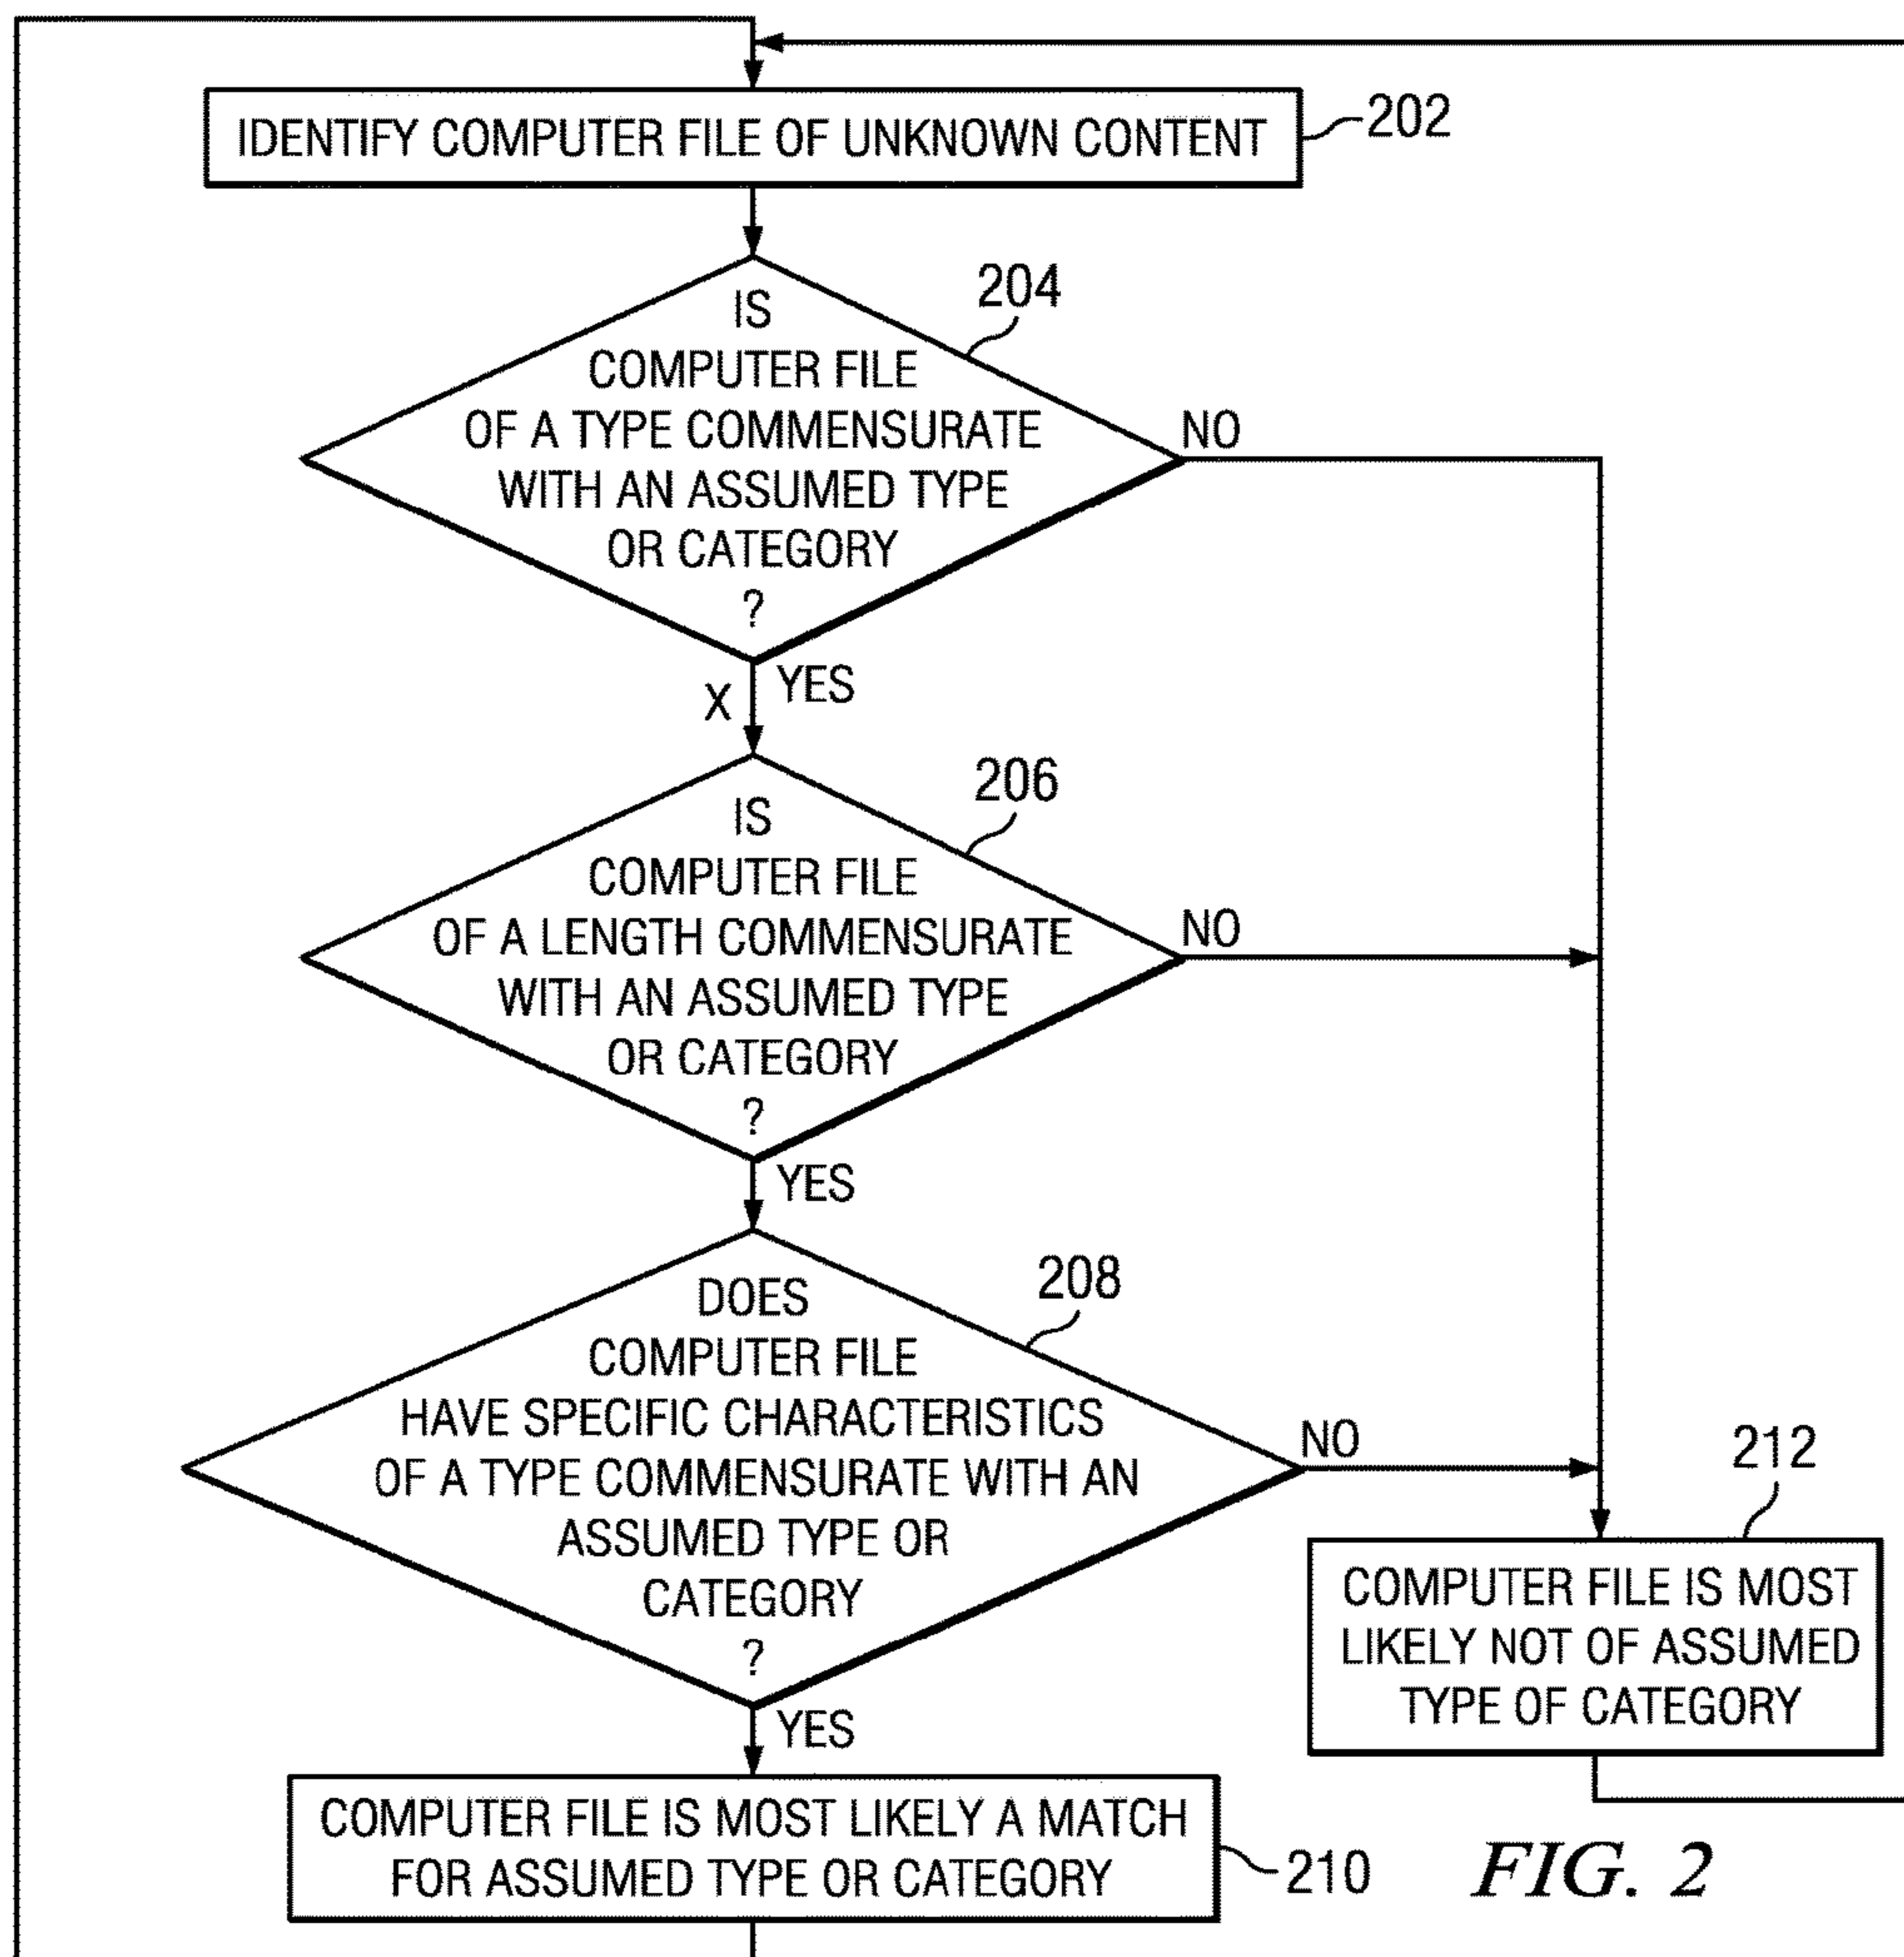 IDENTIFY COMPUTER FILE OF UNKNOWN CONTENT
202
204
IS
COMPUTER FILE
OF A TYPE COMMENSURATE
WITH AN ASSUMED TYPE
OR CATEGORY
?
NO
YES
X
206
IS
COMPUTER FILE
OF A LENGTH COMMENSURATE
WITH AN ASSUMED TYPE
OR CATEGORY
?
NO
YES
208
DOES
COMPUTER FILE
HAVE SPECIFIC CHARACTERISTICS
OF A TYPE COMMENSURATE WITH AN
ASSUMED TYPE OR
CATEGORY
?
NO
YES
212
COMPUTER FILE IS MOST
LIKELY NOT OF ASSUMED
TYPE OF CATEGORY
COMPUTER FILE IS MOST LIKELY A MATCH
FOR ASSUMED TYPE OR CATEGORY
210
FIG. 2